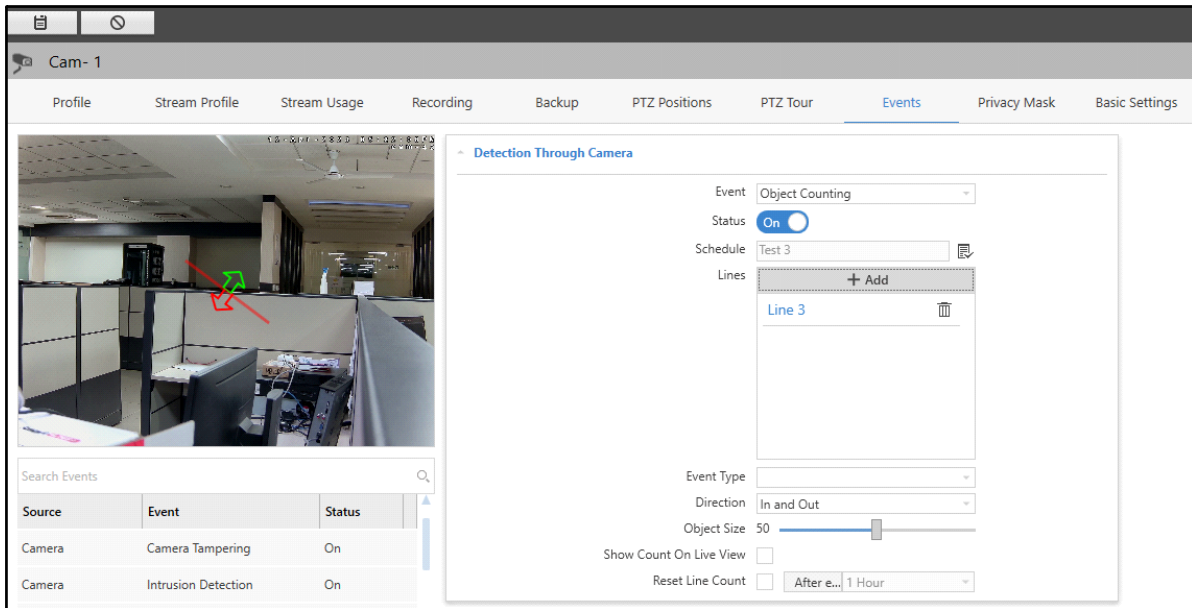 Cam- 1
Profile Stream Profile Stream Usage Recording Backup PTZ Positions PTZ Tour Events Privacy Mask Basic Settings
Detection Through Camera
Event Object Counting
Status On
Schedule Test 3
Lines + Add
Line 3
Event Type
Direction In and Out
Object Size 50
Show Count On Live View
Reset Line Count After e... 1 Hour
Search Events
Source Event Status
Camera Camera Tampering On
Camera Intrusion Detection On